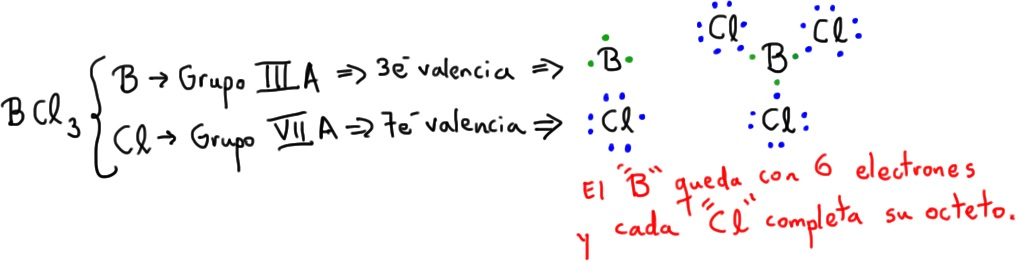 BCl₃ { B → Grupo III A ⇒ 3e⁻ valencia ⇒ B
Cl → Grupo VII A ⇒ 7e⁻ valencia ⇒ Cl
Cl Cl
B
Cl
El "B" queda con 6 electrones
y cada "Cl" completa su octeto.